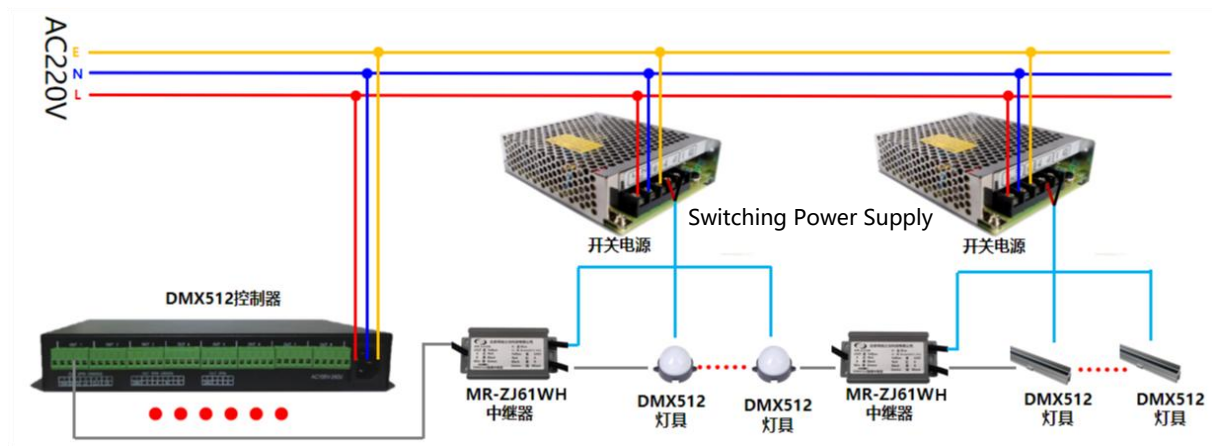 AC220V
E
N
L
Switching Power Supply
开关电源
开关电源
DMX512控制器
MR-ZJ61WH
中继器
DMX512
灯具
DMX512
灯具
MR-ZJ61WH
中继器
DMX512
灯具
DMX512
灯具